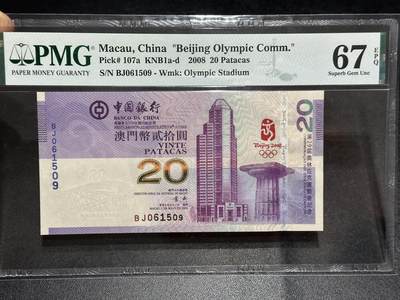 PMG
PAPER MONEY GUARANTY
Macau, China "Beijing Olympic Comm."
Pick# 107a KNB1a-d 2008 20 Patacas
S/N BJ061509 - Wmk: Olympic Stadium
67 EPQ
Superb Gem Unc
中國銀行
BANCO DA CHINA
澳門幣貳拾圓
VINTE
PATACAS
20
BJ061509
BJ061509
Beijing 2008
20